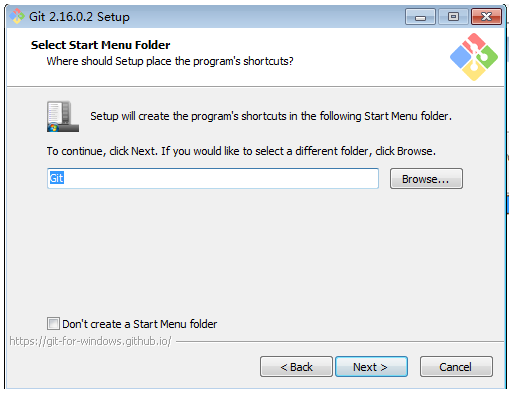 Git 2.16.0.2 Setup
Select Start Menu Folder
Where should Setup place the program's shortcuts?
Setup will create the program's shortcuts in the following Start Menu folder.
To continue, click Next. If you would like to select a different folder, click Browse.
Git
Browse...
Don't create a Start Menu folder
https://git-for-windows.github.io/
< Back
Next >
Cancel